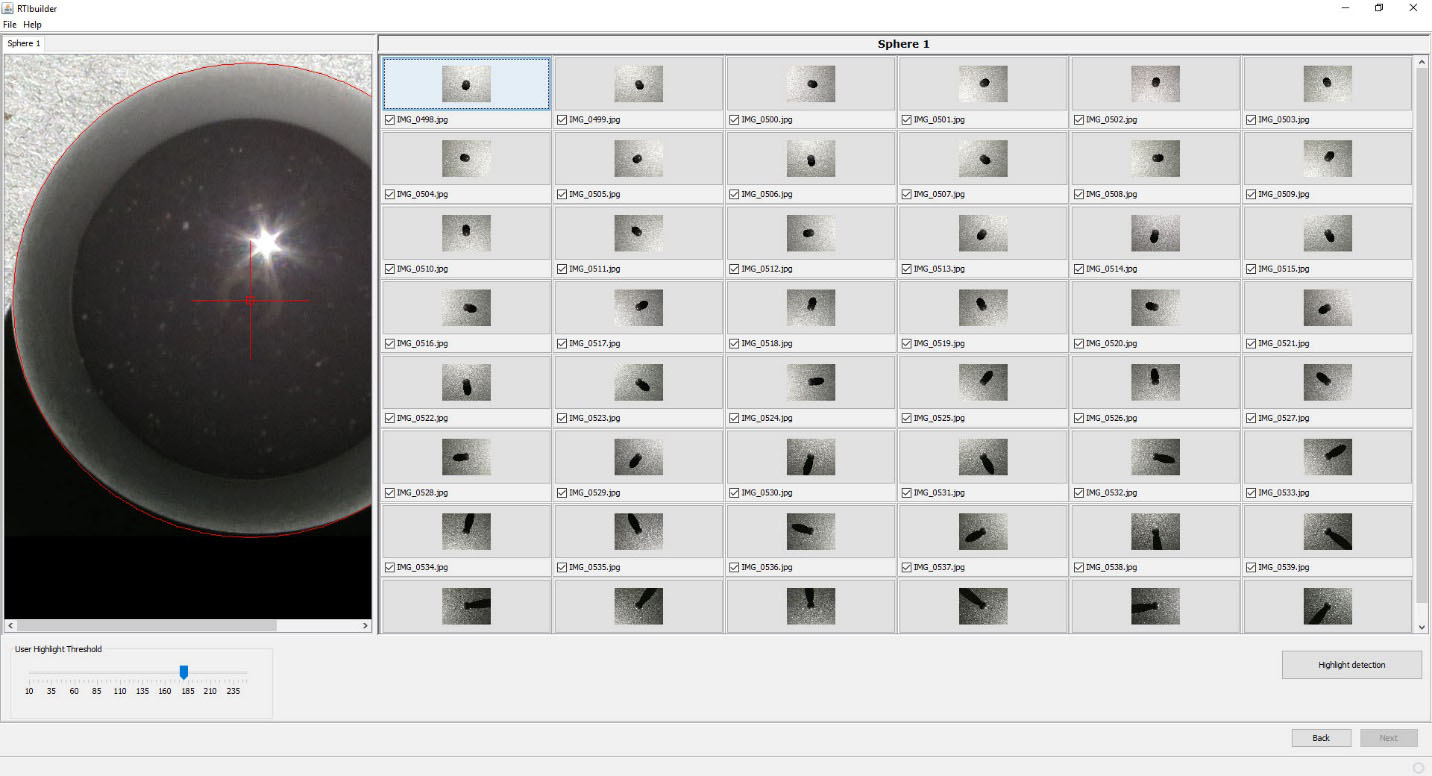 RTIbuilder
File Help
Sphere 1
Sphere 1
IMG_0498.jpg IMG_0499.jpg IMG_0500.jpg IMG_0501.jpg IMG_0502.jpg IMG_0503.jpg
IMG_0504.jpg IMG_0505.jpg IMG_0506.jpg IMG_0507.jpg IMG_0508.jpg IMG_0509.jpg
IMG_0510.jpg IMG_0511.jpg IMG_0512.jpg IMG_0513.jpg IMG_0514.jpg IMG_0515.jpg
IMG_0516.jpg IMG_0517.jpg IMG_0518.jpg IMG_0519.jpg IMG_0520.jpg IMG_0521.jpg
IMG_0522.jpg IMG_0523.jpg IMG_0524.jpg IMG_0525.jpg IMG_0526.jpg IMG_0527.jpg
IMG_0528.jpg IMG_0529.jpg IMG_0530.jpg IMG_0531.jpg IMG_0532.jpg IMG_0533.jpg
IMG_0534.jpg IMG_0535.jpg IMG_0536.jpg IMG_0537.jpg IMG_0538.jpg IMG_0539.jpg
User Highlight Threshold
10 35 60 85 110 135 160 185 210 235
Highlight detection
Back Next